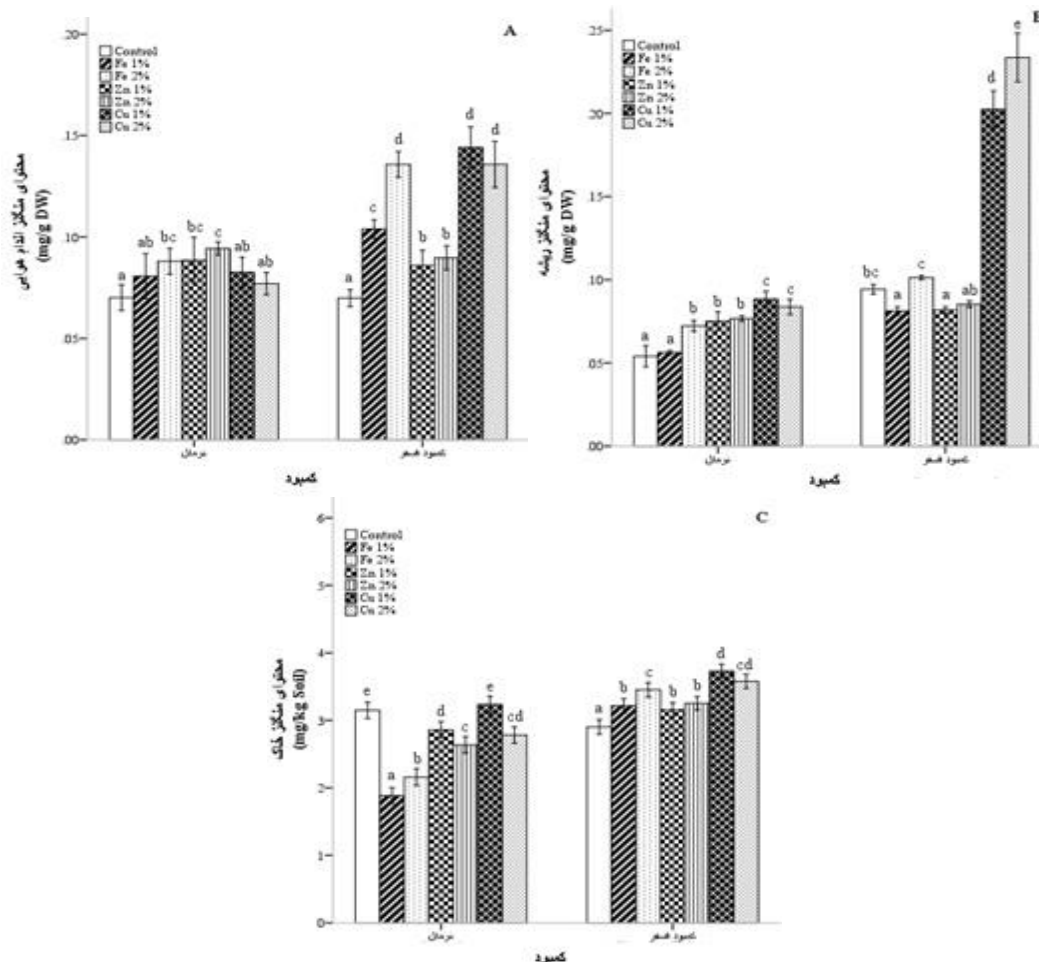 A
.20
.15
.10
.05
.00
محتوای منگنز اندام هوایی
(mg/g DW)
Control
Fe 1%
Fe 2%
Zn 1%
Zn 2%
Cu 1%
Cu 2%
a ab bc bc c ab ab
a c d b b d d
نرمال
کمبود فسفر
کمبود
B
.25
.20
.15
.10
.05
.00
محتوای منگنز ریشه
(mg/g DW)
Control
Fe 1%
Fe 2%
Zn 1%
Zn 2%
Cu 1%
Cu 2%
a a b b b c c
bc a c a ab d e
نرمال
کمبود فسفر
کمبود
C
6
5
4
3
2
1
0
محتوای منگنز خاک
(mg/kg Soil)
Control
Fe 1%
Fe 2%
Zn 1%
Zn 2%
Cu 1%
Cu 2%
e a b d c e cd
a b c b b d cd
نرمال
کمبود فسفر
کمبود